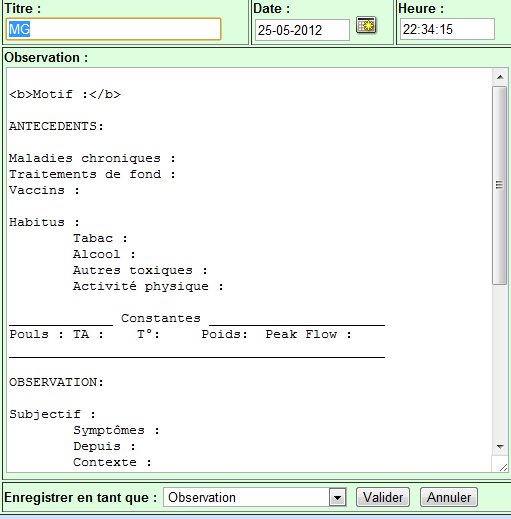 Titre : Date : Heure :
MG 25-05-2012 22:34:15
Observation :
<b>Motif :</b>
ANTECEDENTS:
Maladies chroniques :
Traitements de fond :
Vaccins :
Habitus :
Tabac :
Alcool :
Autres toxiques :
Activité physique :
_____________ Constantes ______________________
Pouls : TA : T°: Poids: Peak Flow :
_______________________________________________
OBSERVATION:
Subjectif :
Symptômes :
Depuis :
Contexte :
Enregistrer en tant que : Observation Valider Annuler